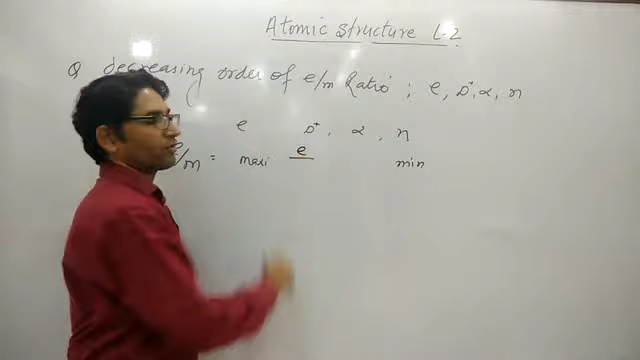 Atomic structure L-2
Q decreasing order of e/m Ratio ; e, D⁺, α, n
e D⁺, α, n
e/m = maxi e min